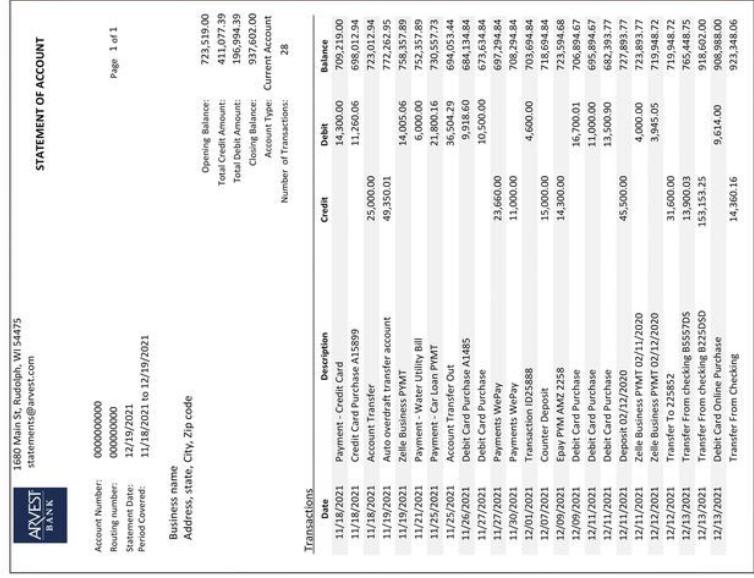 ARVEST
BANK
1680 Main St, Rudolph, WI 54475
statements@arvest.com
STATEMENT OF ACCOUNT
Account Number: 0000000000
Page 1 of 1
Routing number: 000000000
Statement Date: 12/19/2021
Period Covered: 11/18/2021 to 12/19/2021
Business name
Address, state, City, Zip code
Opening Balance: 723,519.00
Total Credit Amount: 411,077.39
Total Debit Amount: 196,994.39
Closing Balance: 937,602.00
Account Type: Current Account
Number of Transactions: 28
Transactions
Date Description Credit Debit Balance
11/18/2021 Payment - Credit Card 14,300.00 709,219.00
11/18/2021 Credit Card Purchase A15899 11,260.06 698,012.94
11/18/2021 Account Transfer 25,000.00 723,012.94
11/19/2021 Auto overdraft transfer account 49,350.01 772,262.95
11/19/2021 Zelle Business PYMT 14,005.06 758,357.89
11/21/2021 Payment - Water Utility Bill 6,000.00 752,357.89
11/25/2021 Payment - Car Loan PYMT 21,800.16 730,557.73
11/25/2021 Account Transfer Out 36,504.29 694,053.44
11/26/2021 Debit Card Purchase A1485 9,918.60 684,134.84
11/27/2021 Debit Card Purchase 10,500.00 673,634.84
11/27/2021 Payments WePay 23,660.00 697,294.84
11/30/2021 Payments WePay 11,000.00 708,294.84
12/01/2021 Transaction ID25888 4,600.00 703,694.84
12/07/2021 Counter Deposit 15,000.00 718,694.84
12/09/2021 Epay PYM AMZ 2258 14,300.00 723,594.68
12/09/2021 Debit Card Purchase 16,700.01 706,894.67
12/11/2021 Debit Card Purchase 11,000.00 695,894.67
12/11/2021 Debit Card Purchase 13,500.90 682,393.77
12/11/2021 Deposit 02/12/2020 45,500.00 727,893.77
12/11/2021 Zelle Business PYMT 02/11/2020 4,000.00 723,893.77
12/12/2021 Zelle Business PYMT 02/12/2020 3,945.05 719,948.72
12/12/2021 Transfer To 225852 31,600.00 719,948.72
12/13/2021 Transfer From checking B5557DS 13,900.03 765,448.75
12/13/2021 Transfer From checking B225DSD 153,153.25 918,602.00
12/13/2021 Debit Card Online Purchase 9,614.00 908,988.00
Transfer From Checking 14,360.16 923,348.06